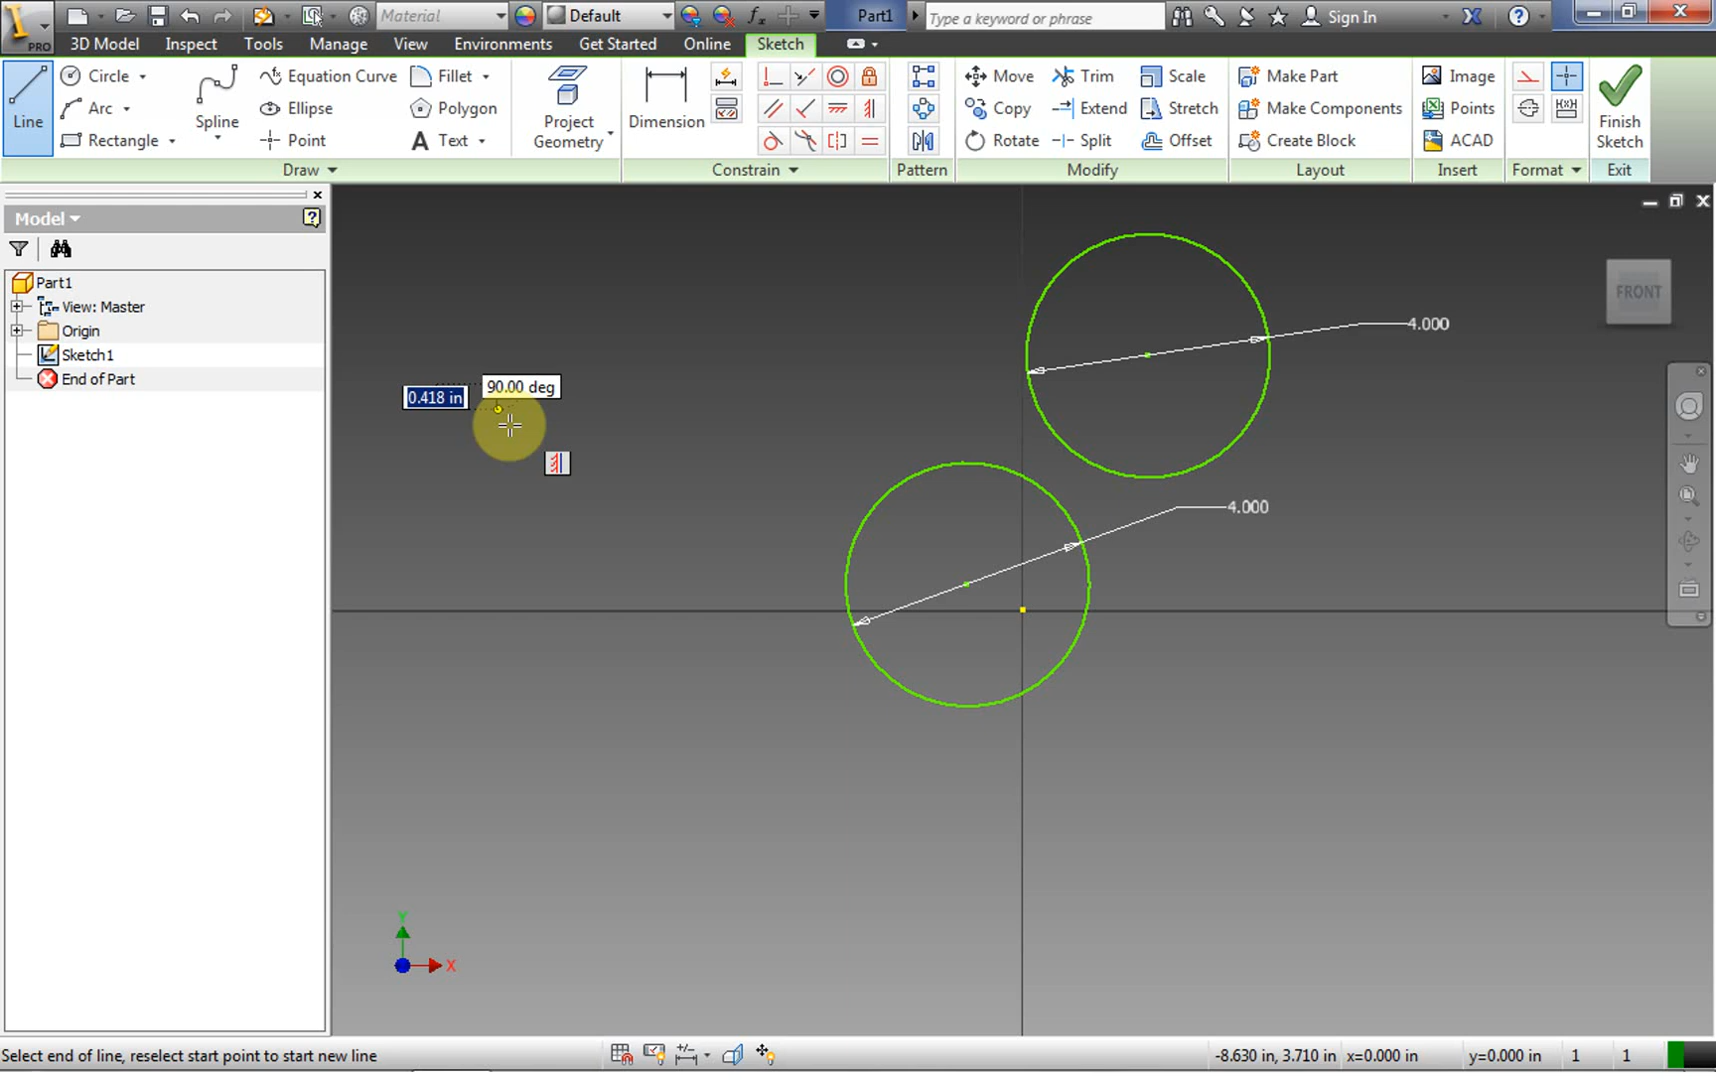 PRO
Material
Default
Part1
Type a keyword or phrase
Sign In
3D Model
Inspect
Tools
Manage
View
Environments
Get Started
Online
Sketch
Line
Circle
Arc
Rectangle
Spline
Equation Curve
Ellipse
Point
Fillet
Polygon
Text
Project
Geometry
Dimension
Move
Copy
Rotate
Trim
Extend
Split
Scale
Stretch
Offset
Make Part
Make Components
Create Block
Image
Points
ACAD
Finish
Sketch
Draw
Constrain
Pattern
Modify
Layout
Insert
Format
Exit
Model
Part1
View: Master
Origin
Sketch1
End of Part
FRONT
4.000
0.418 in
90.00 deg
4.000
Y
X
Select end of line, reselect start point to start new line
-8.630 in, 3.710 in
x=0.000 in
y=0.000 in
1
1